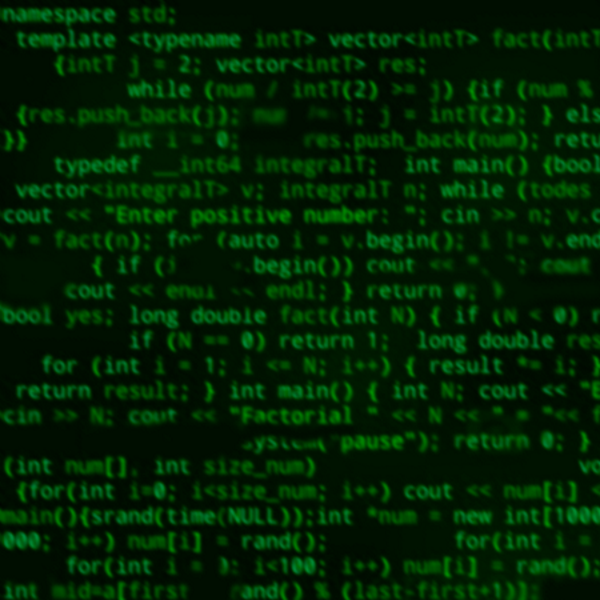 namespace std;
template <typename intT> vector<intT> fact(intT
{intT j = 2; vector<intT> res;
while (num / intT(2) >= j) {if (num %
{res.push_back(j); num /= j; j = intT(2); } els
}} int i = 0; res.push_back(num); retu
typedef __int64 integralT; int main() {bool
vector<integralT> v; integralT n; while (todes
cout << "Enter positive number: "; cin >> n; v.c
v = fact(n); for (auto i = v.begin(); i != v.end
{ if (i .begin()) cout << " "; cout
cout << endl << endl; } return 0; }
bool yes; long double fact(int N) { if (N < 0) r
if (N == 0) return 1; long double res
for (int i = 1; i <= N; i++) { result *= i; }
return result; } int main() { int N; cout << "E
cin >> N; cout << "Factorial " << N << " = "<< f
system("pause"); return 0; }
(int num[], int size_num) vo
{for(int i=0; i<size_num; i++) cout << num[i] <
main(){srand(time(NULL));int *num = new int[1000
000; i++) num[i] = rand(); for(int i =
for(int i = ); i<100; i++) num[i] = rand();
int mid=a[first rand() % (last-first+1)];